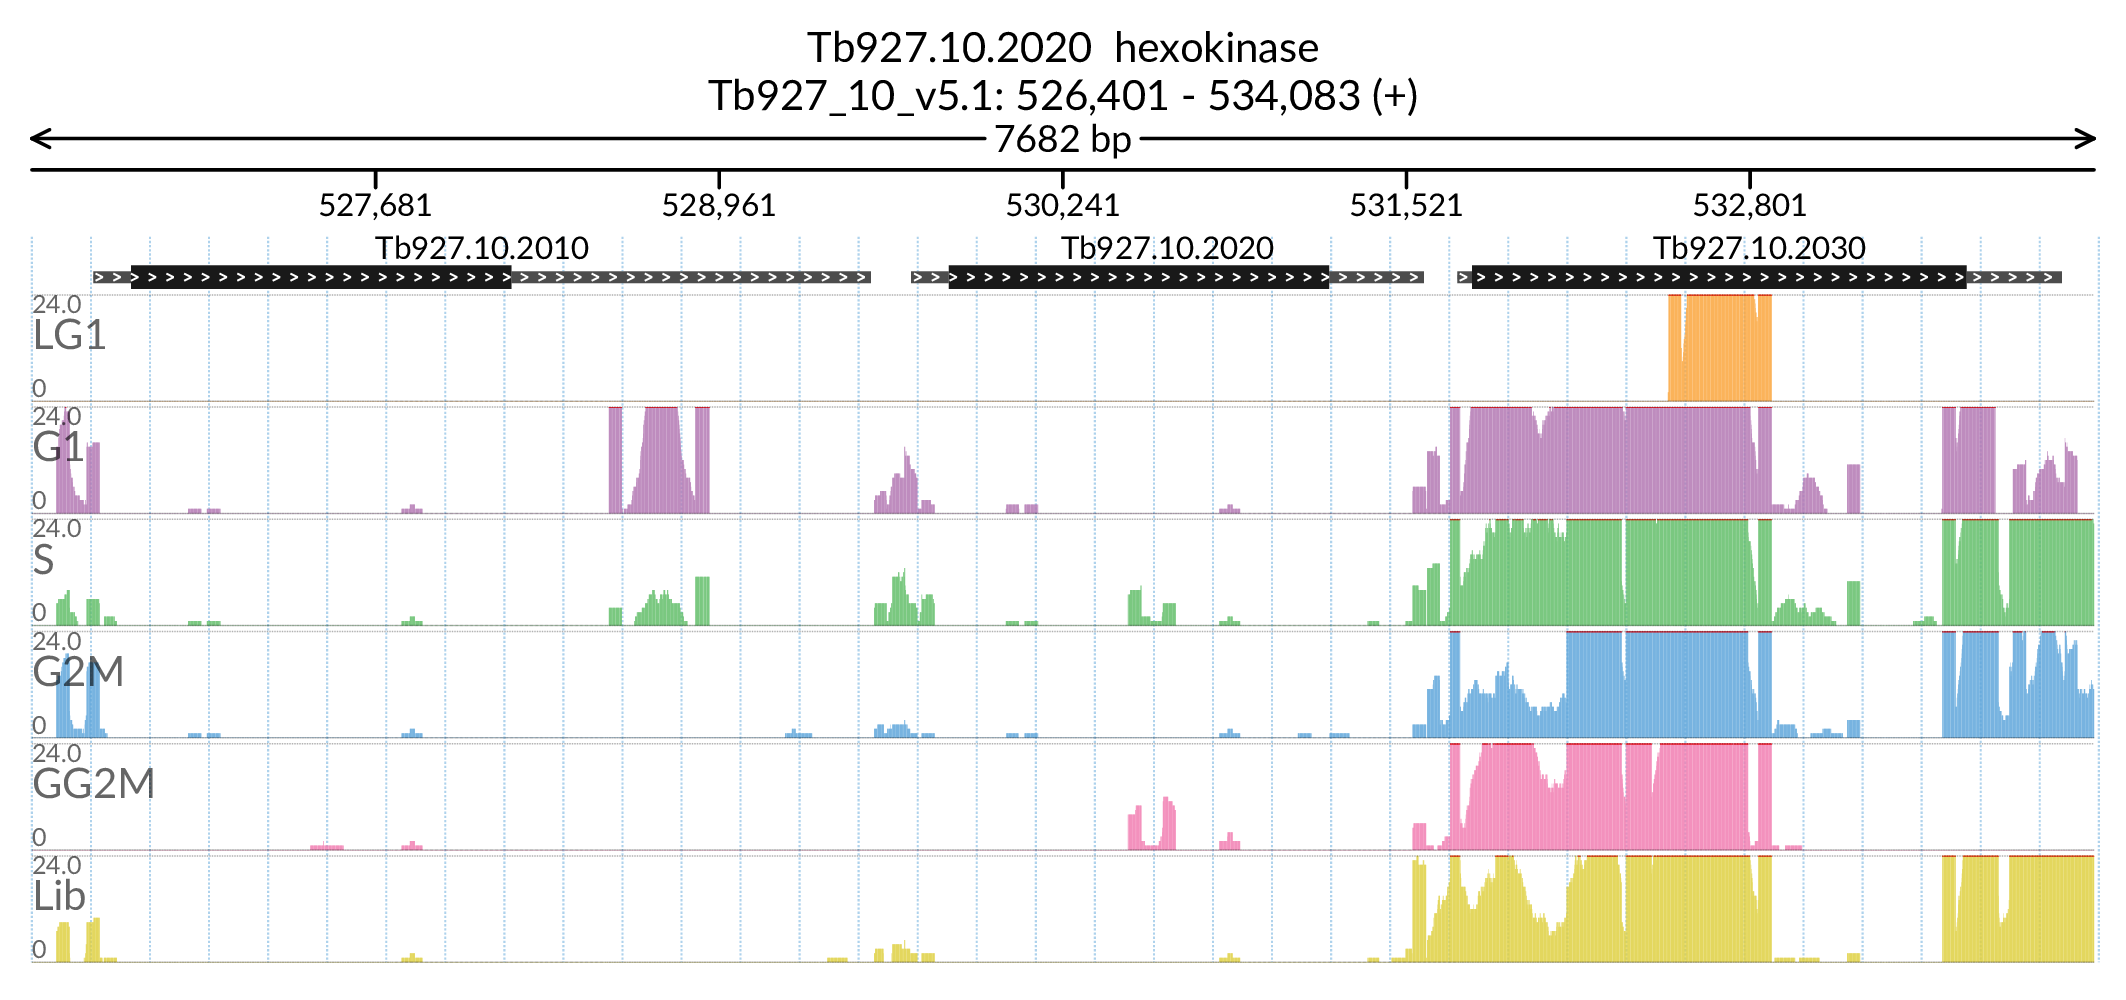 Tb927.10.2020 hexokinase
Tb927_10_v5.1: 526,401 - 534,083 (+)
7682 bp
527,681 528,961 530,241 531,521 532,801
Tb927.10.2010 Tb927.10.2020 Tb927.10.2030
24.0
LG1
0
24.0
G1
0
24.0
S
0
24.0
G2M
0
24.0
GG2M
0
24.0
Lib
0